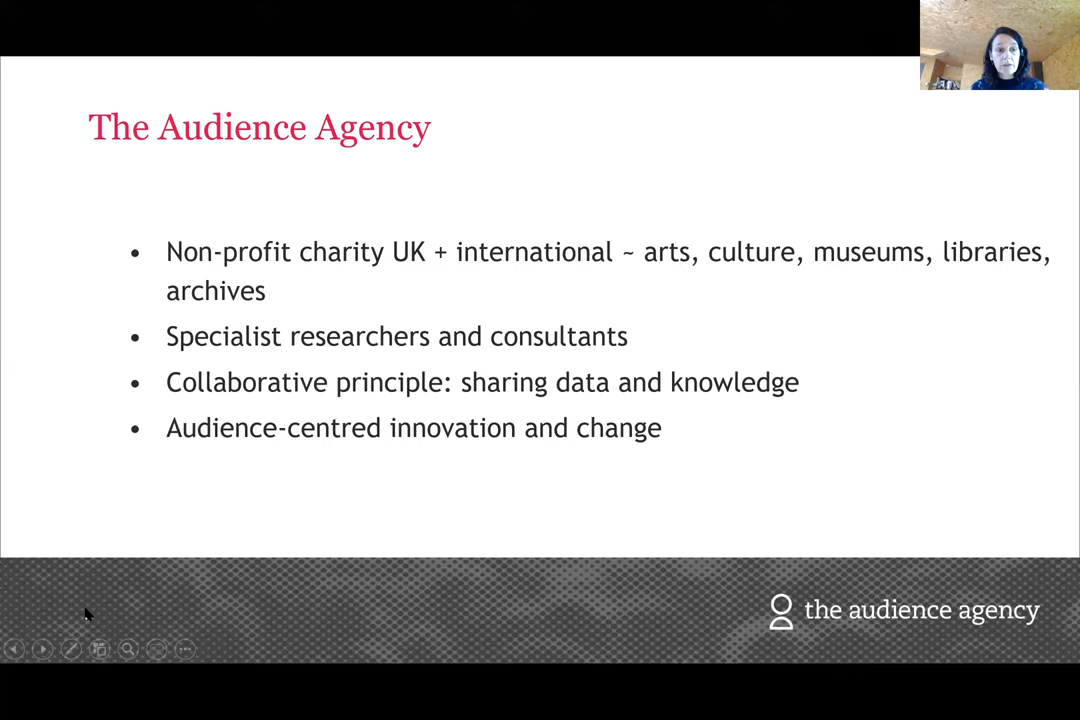 The Audience Agency
• Non-profit charity UK + international ~ arts, culture, museums, libraries,
archives
• Specialist researchers and consultants
• Collaborative principle: sharing data and knowledge
• Audience-centred innovation and change
the audience agency